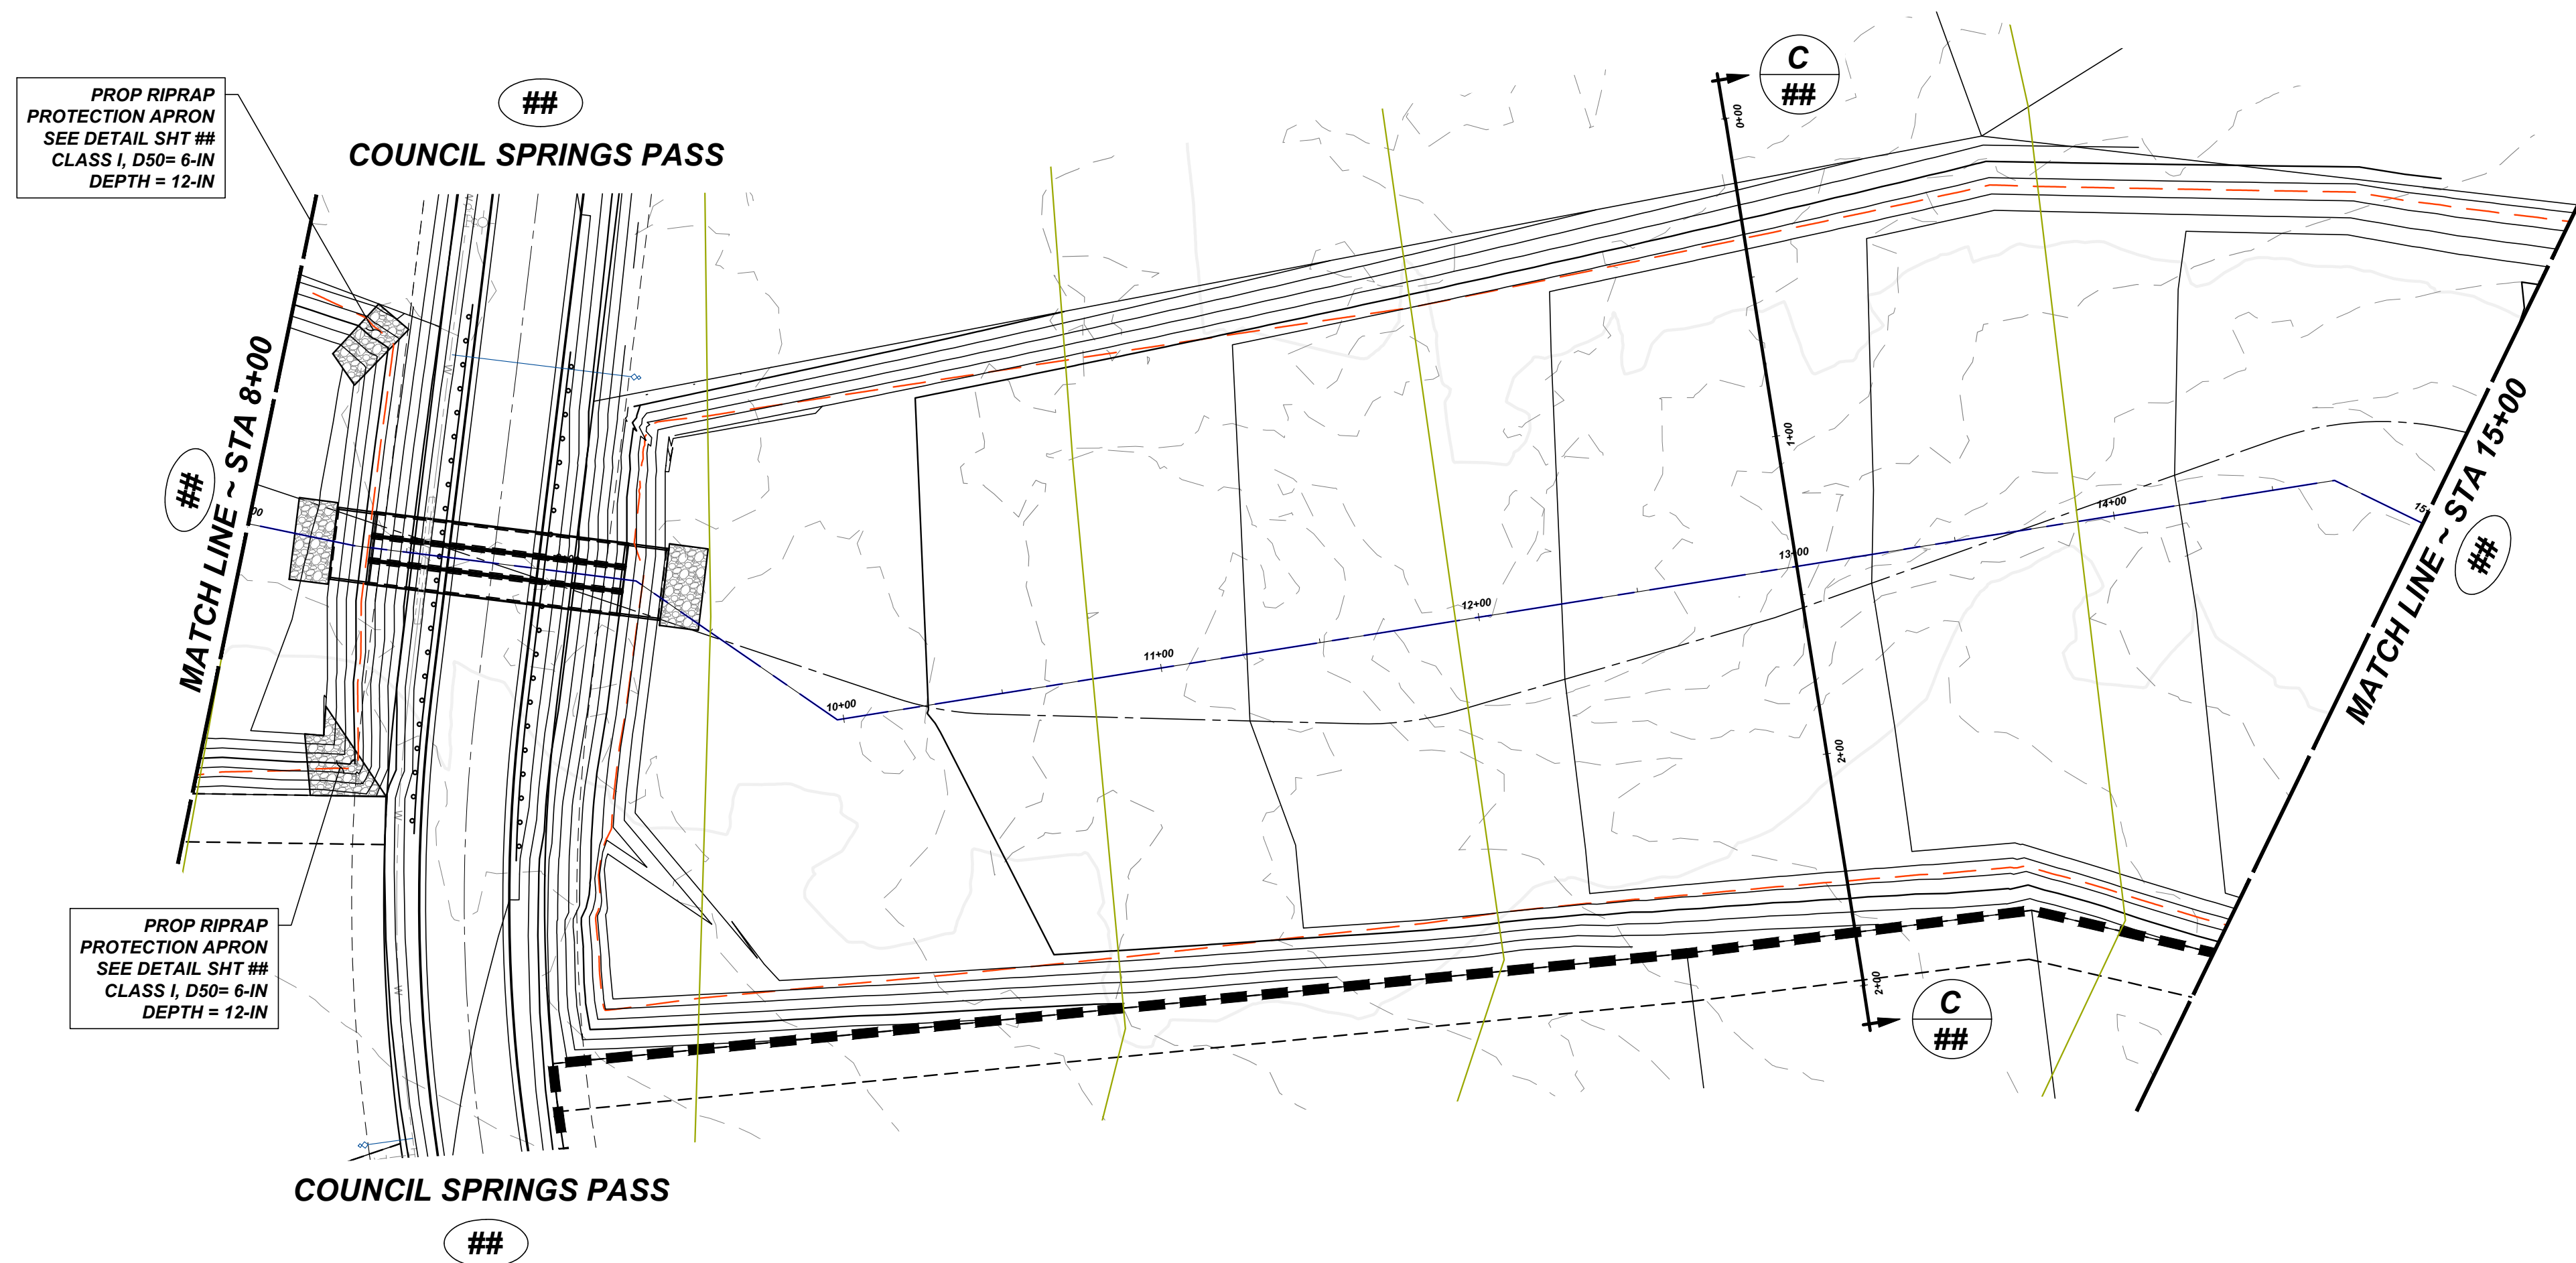 PROP RIPRAP
PROTECTION APRON
SEE DETAIL SHT ##
CLASS I, D50= 6-IN
DEPTH = 12-IN
##
COUNCIL SPRINGS PASS
C
##
0+00
1+00
2+00
2+00
C
##
MATCH LINE ~ STA 8+00
##
00
10+00
11+00
12+00
13+00
14+00
15+
MATCH LINE ~ STA 15+00
##
W
W
W
PROP RIPRAP
PROTECTION APRON
SEE DETAIL SHT ##
CLASS I, D50= 6-IN
DEPTH = 12-IN
COUNCIL SPRINGS PASS
##